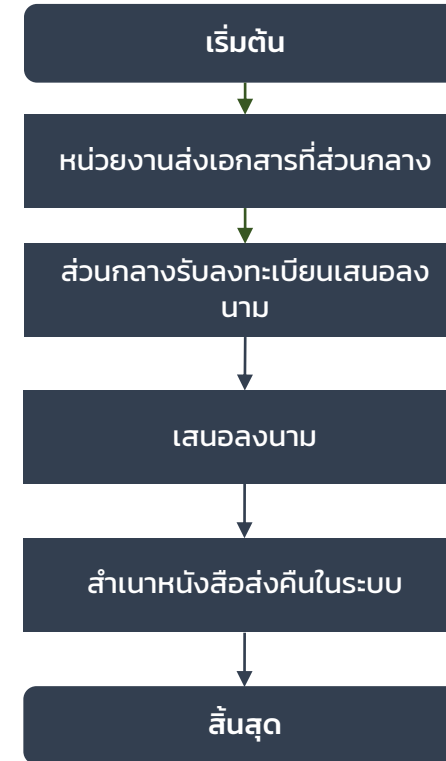 เริ่มต้น
หน่วยงานส่งเอกสารที่ส่วนกลาง
ส่วนกลางรับลงทะเบียนเสนอลง
นาม
เสนอลงนาม
สำเนาหนังสือส่งคืนในระบบ
สิ้นสุด